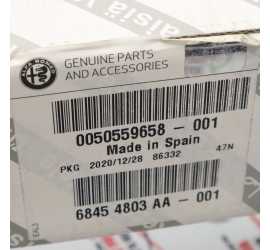 GENUINE PARTS
AND ACCESSORIES
0050559658 - 001
Made in Spain
PKG 2020/12/28 86332 47N
6845 4803 AA - 001